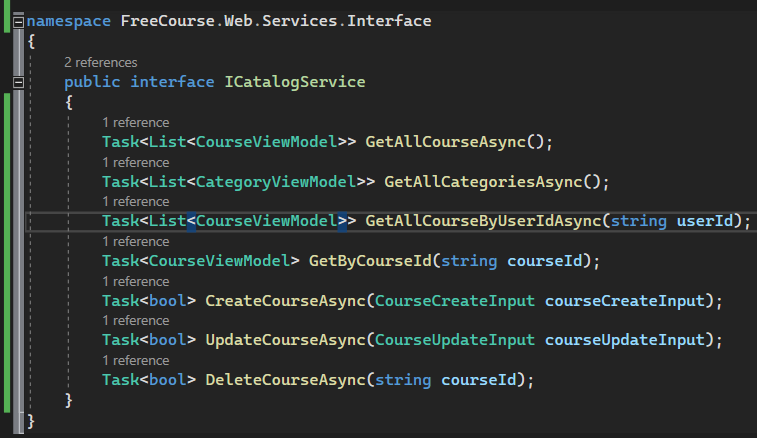 namespace FreeCourse.Web.Services.Interface
{
2 references
public interface ICatalogService
{
1 reference
Task<List<CourseViewModel>> GetAllCourseAsync();
1 reference
Task<List<CategoryViewModel>> GetAllCategoriesAsync();
1 reference
Task<List<CourseViewModel>> GetAllCourseByUserIdAsync(string userId);
1 reference
Task<CourseViewModel> GetByCourseId(string courseId);
1 reference
Task<bool> CreateCourseAsync(CourseCreateInput courseCreateInput);
1 reference
Task<bool> UpdateCourseAsync(CourseUpdateInput courseUpdateInput);
1 reference
Task<bool> DeleteCourseAsync(string courseId);
}
}